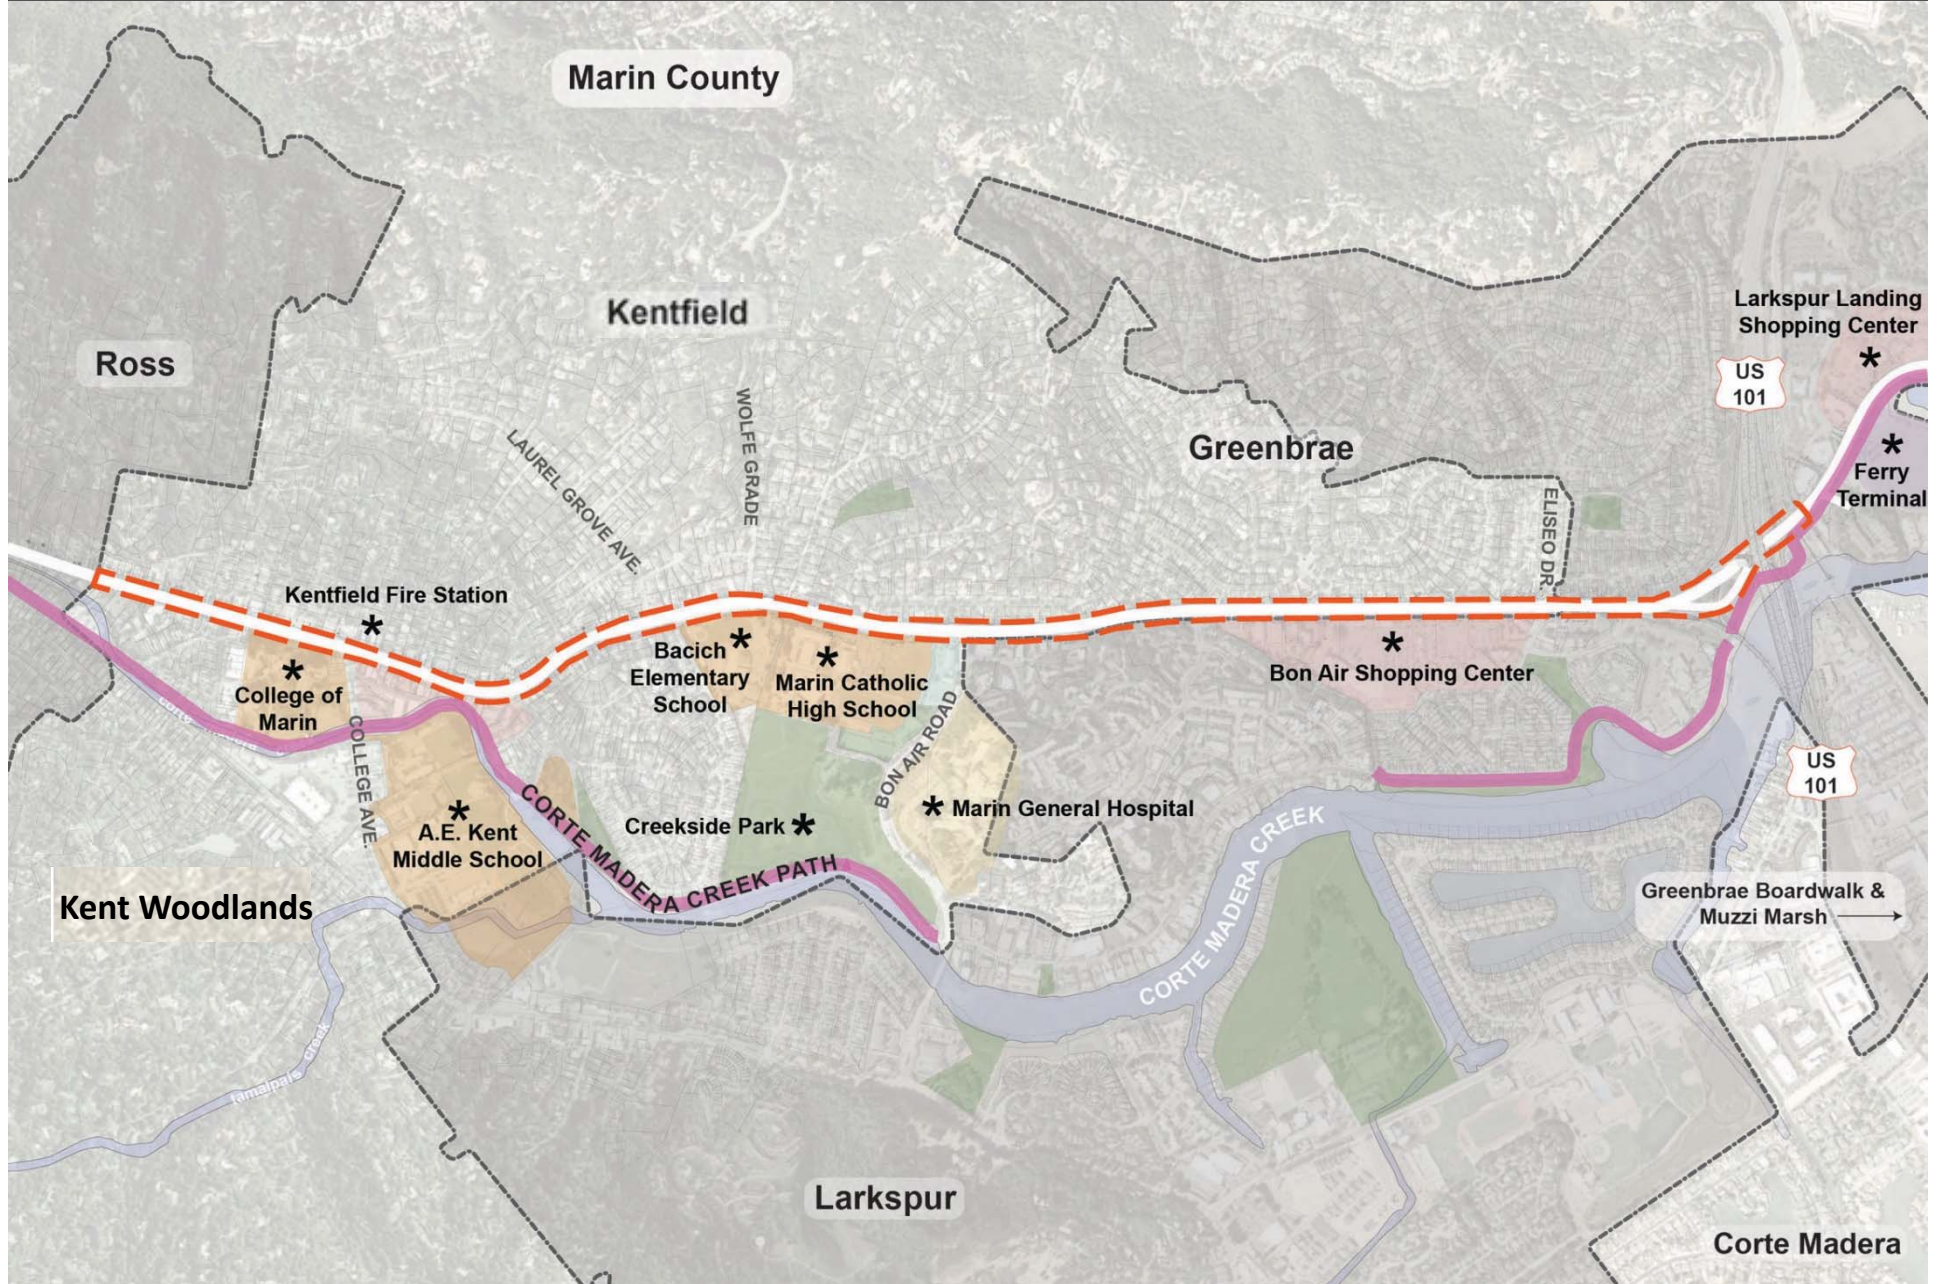 Marin County
Kentfield
Ross
Larkspur Landing
Shopping Center
US
101
Greenbrae
Ferry
Terminal
WOLFE GRADE
LAUREL GROVE AVE.
ELISEO DR.
Kentfield Fire Station
College of
Marin
Bacich
Elementary
School
Marin Catholic
High School
Bon Air Shopping Center
COLLEGE AVE.
BON AIR ROAD
US
101
A.E. Kent
Middle School
Creekside Park
Marin General Hospital
CORTE MADERA CREEK PATH
CORTE MADERA CREEK
Kent Woodlands
Greenbrae Boardwalk &
Muzzi Marsh
tamalpais creek
Larkspur
Corte Madera